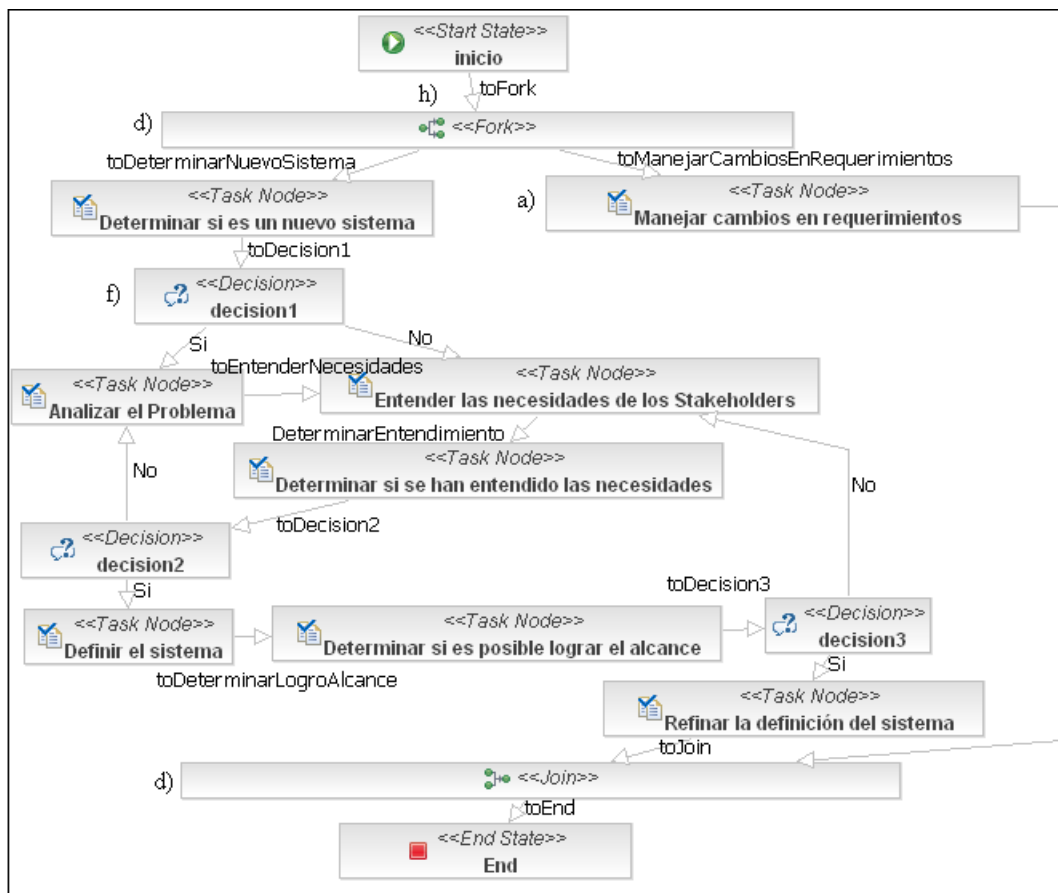 <<Start State>>
inicio
toFork
h)
d)
<<Fork>>
toDeterminarNuevoSistema
toManejarCambiosEnRequerimientos
<<Task Node>>
Determinar si es un nuevo sistema
a)
<<Task Node>>
Manejar cambios en requerimientos
toDecision1
f)
<<Decision>>
decision1
Si
No
toEntenderNecesidades
<<Task Node>>
Analizar el Problema
<<Task Node>>
Entender las necesidades de los Stakeholders
DeterminarEntendimiento
<<Task Node>>
Determinar si se han entendido las necesidades
No
No
toDecision2
<<Decision>>
decision2
Si
toDecision3
<<Task Node>>
Definir el sistema
<<Task Node>>
Determinar si es posible lograr el alcance
<<Decision>>
decision3
toDeterminarLogroAlcance
Si
<<Task Node>>
Refinar la definición del sistema
toJoin
d)
<<Join>>
toEnd
<<End State>>
End